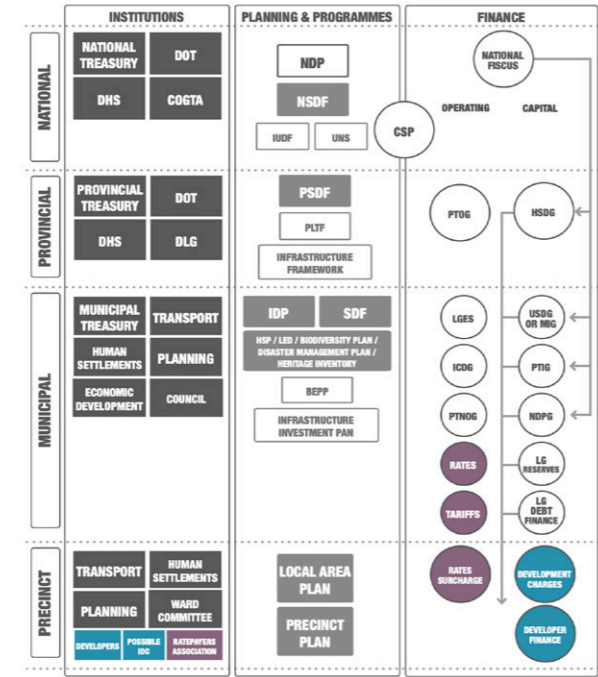 INSTITUTIONS
PLANNING & PROGRAMMES
FINANCE
NATIONAL
NATIONAL
TREASURY
DOT
DHS
COGTA
NDP
NSDF
IUDF
UNS
CSP
NATIONAL
FISCUS
OPERATING
CAPITAL
PROVINCIAL
PROVINCIAL
TREASURY
DOT
DHS
DLG
PSDF
PLTF
INFRASTRUCTURE
FRAMEWORK
PTOG
HSDG
MUNICIPAL
MUNICIPAL
TREASURY
TRANSPORT
HUMAN
SETTLEMENTS
PLANNING
ECONOMIC
DEVELOPMENT
COUNCIL
IDP
SDF
HSP / LED / BIODIVERSITY PLAN /
DISASTER MANAGEMENT PLAN /
HERITAGE INVENTORY
BEPP
INFRASTRUCTURE
INVESTMENT PAN
LGES
USDG
OR MIG
ICDG
PTIG
PTNOG
NDPG
RATES
LG
RESERVES
TARIFFS
LG
DEBT
FINANCE
PRECINCT
TRANSPORT
HUMAN
SETTLEMENTS
PLANNING
WARD
COMMITTEE
DEVELOPERS
POSSIBLE
IDC
RATEPAYERS
ASSOCIATION
LOCAL AREA
PLAN
PRECINCT
PLAN
RATES
SURCHARGE
DEVELOPMENT
CHARGES
DEVELOPER
FINANCE